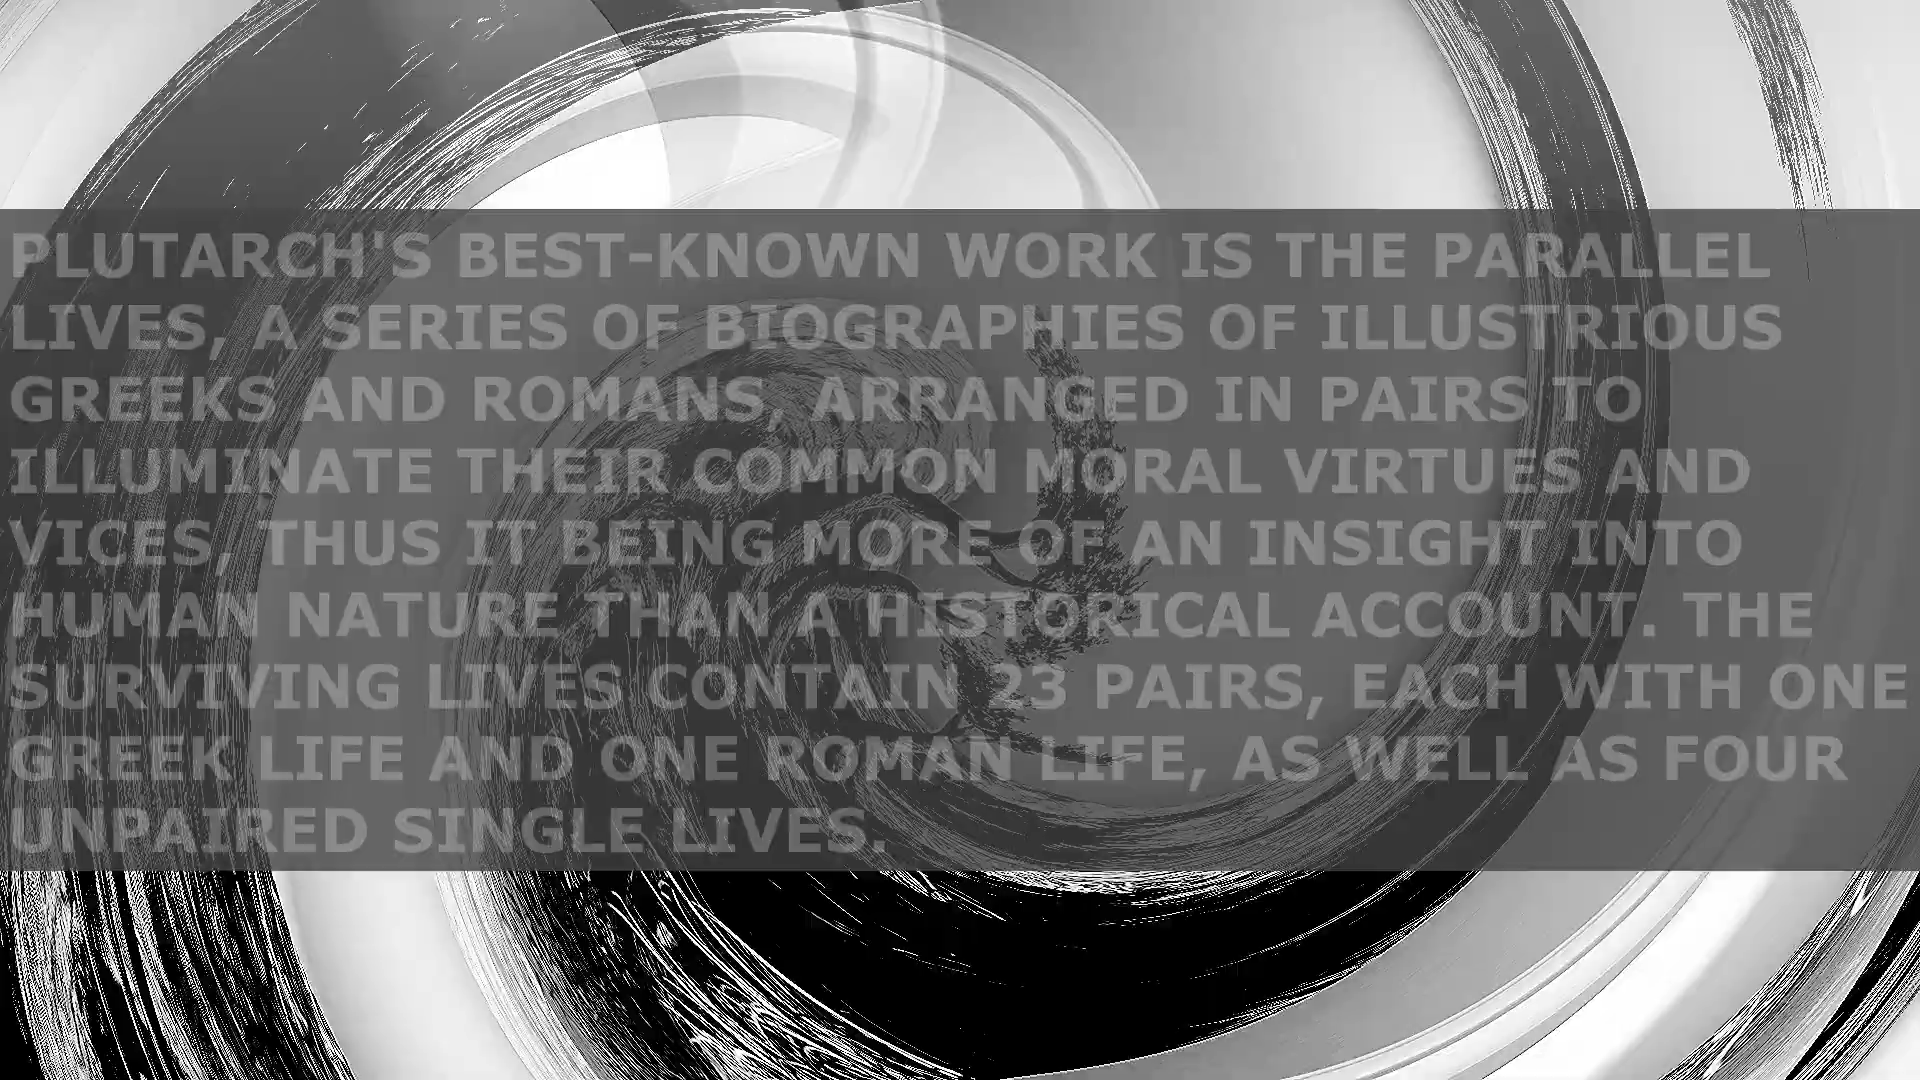 PLUTARCH'S BEST-KNOWN WORK IS THE PARALLEL
LIVES, A SERIES OF BIOGRAPHIES OF ILLUSTRIOUS
GREEKS AND ROMANS, ARRANGED IN PAIRS TO
ILLUMINATE THEIR COMMON MORAL VIRTUES AND
VICES, THUS IT BEING MORE OF AN INSIGHT INTO
HUMAN NATURE THAN A HISTORICAL ACCOUNT. THE
SURVIVING LIVES CONTAIN 23 PAIRS, EACH WITH ONE
GREEK LIFE AND ONE ROMAN LIFE, AS WELL AS FOUR
UNPAIRED SINGLE LIVES.